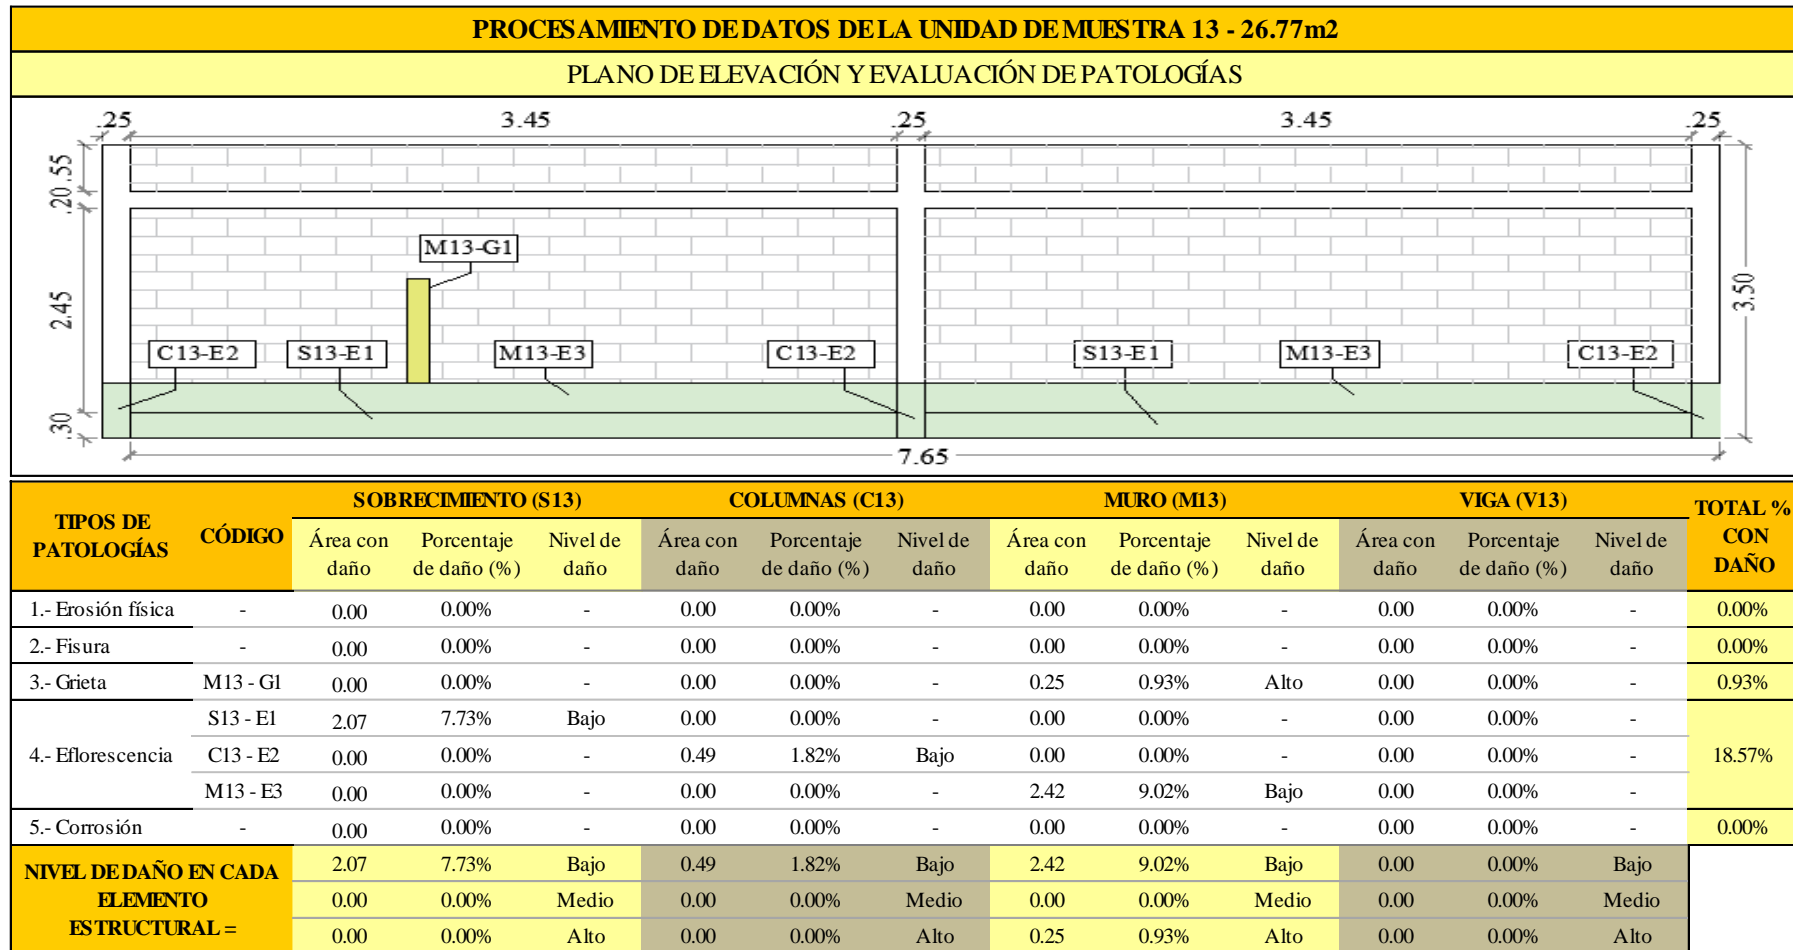 PROCESAMIENTO DE DATOS DE LA UNIDAD DE MUESTRA 13 - 26.77m2
PLANO DE ELEVACIÓN Y EVALUACIÓN DE PATOLOGÍAS
.25 3.45 .25 3.45 .25
.55
.20
2.45
.30
3.50
M13-G1
C13-E2 S13-E1 M13-E3 C13-E2 S13-E1 M13-E3 C13-E2
7.65
TIPOS DE PATOLOGÍAS CÓDIGO SOBRECIMIENTO (S13) COLUMNAS (C13) MURO (M13) VIGA (V13) TOTAL % CON DAÑO
Área con daño Porcentaje de daño (%) Nivel de daño Área con daño Porcentaje de daño (%) Nivel de daño Área con daño Porcentaje de daño (%) Nivel de daño Área con daño Porcentaje de daño (%) Nivel de daño
1.- Erosión física - 0.00 0.00% - 0.00 0.00% - 0.00 0.00% - 0.00 0.00% - 0.00%
2.- Fisura - 0.00 0.00% - 0.00 0.00% - 0.00 0.00% - 0.00 0.00% - 0.00%
3.- Grieta M13 - G1 0.00 0.00% - 0.00 0.00% - 0.25 0.93% Alto 0.00 0.00% - 0.93%
4.- Eflorescencia S13 - E1 2.07 7.73% Bajo 0.00 0.00% - 0.00 0.00% - 0.00 0.00% - 18.57%
C13 - E2 0.00 0.00% - 0.49 1.82% Bajo 0.00 0.00% - 0.00 0.00% -
M13 - E3 0.00 0.00% - 0.00 0.00% - 2.42 9.02% Bajo 0.00 0.00% -
5.- Corrosión - 0.00 0.00% - 0.00 0.00% - 0.00 0.00% - 0.00 0.00% - 0.00%
NIVEL DE DAÑO EN CADA ELEMENTO ESTRUCTURAL = 2.07 7.73% Bajo 0.49 1.82% Bajo 2.42 9.02% Bajo 0.00 0.00% Bajo
0.00 0.00% Medio 0.00 0.00% Medio 0.00 0.00% Medio 0.00 0.00% Medio
0.00 0.00% Alto 0.00 0.00% Alto 0.25 0.93% Alto 0.00 0.00% Alto